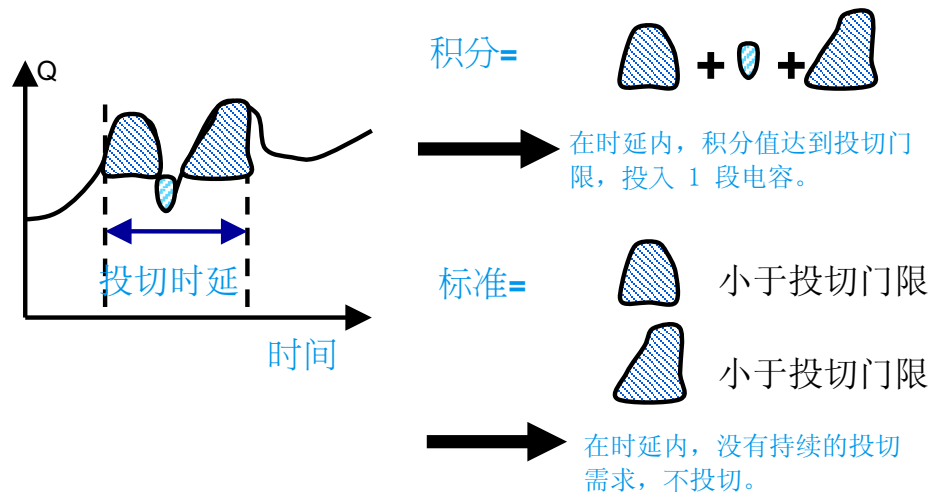 Q
投切时延
时间
积分=
+ +
在时延内，积分值达到投切门
限，投入 1 段电容。
标准=
小于投切门限
小于投切门限
在时延内，没有持续的投切
需求，不投切。